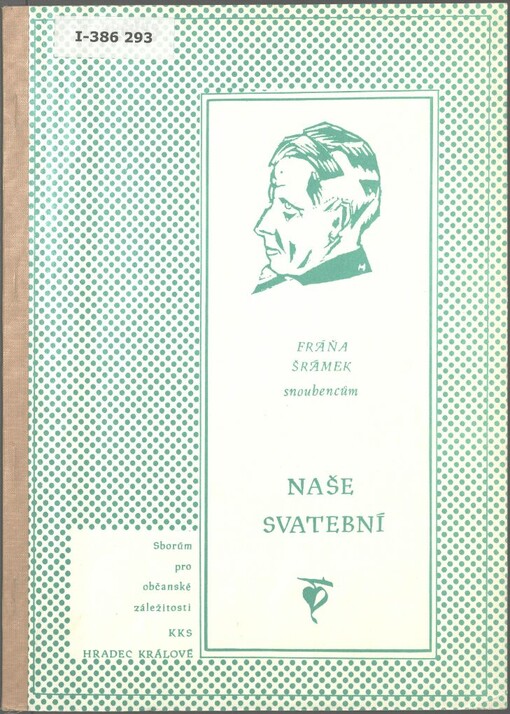 I-386 293
FRÁŇA
ŠRÁMEK
snoubencům
NAŠE
SVATEBNÍ
Sborům
pro
občanské
záležitosti
KKS
HRADEC KRÁLOVÉ